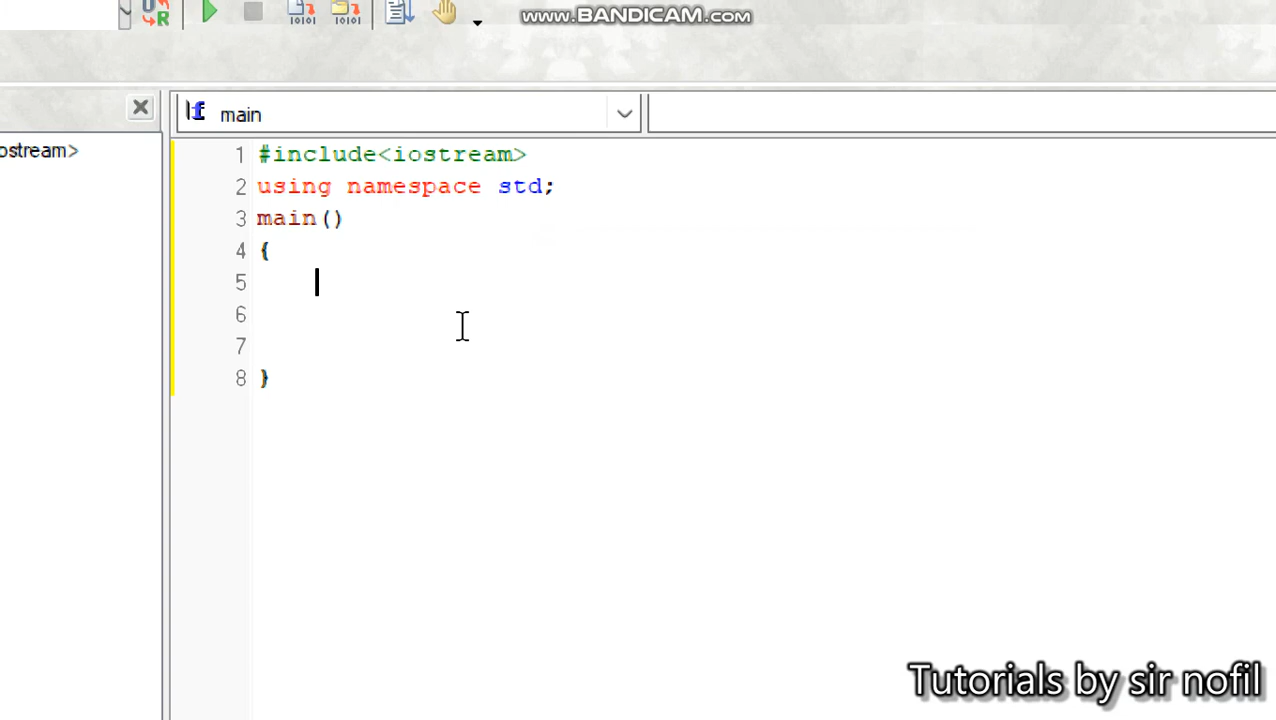 www.BANDICAM.com
main
ostream>
1 #include<iostream>
2 using namespace std;
3 main()
4 {
5
6
7
8 }
Tutorials by sir nofil